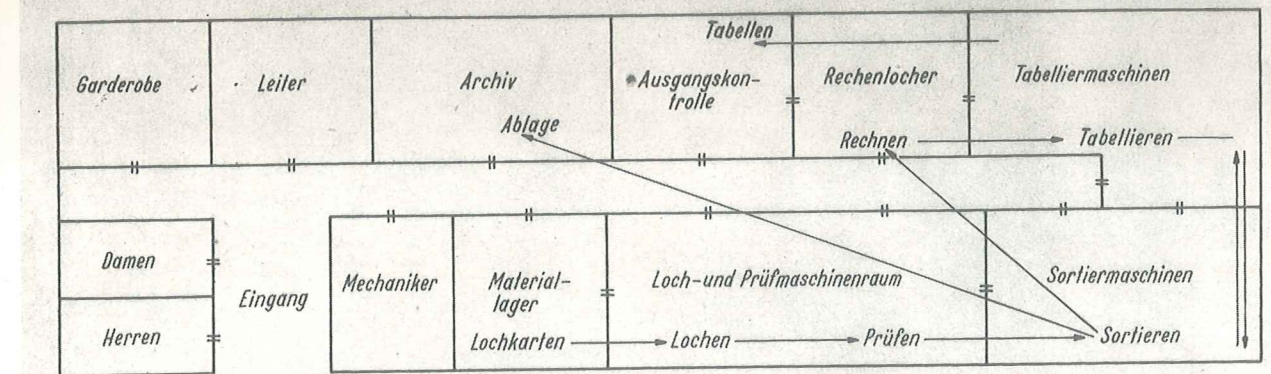 Tabellen
Garderobe
Leiter
Archiv
Ausgangskon-
trolle
Rechenlocher
Tabelliermaschinen
Ablage
Rechnen
Tabellieren
Damen
Herren
Eingang
Mechaniker
Material-
lager
Loch-und Prüfmaschinenraum
Sortiermaschinen
Lochkarten
Lochen
Prüfen
Sortieren